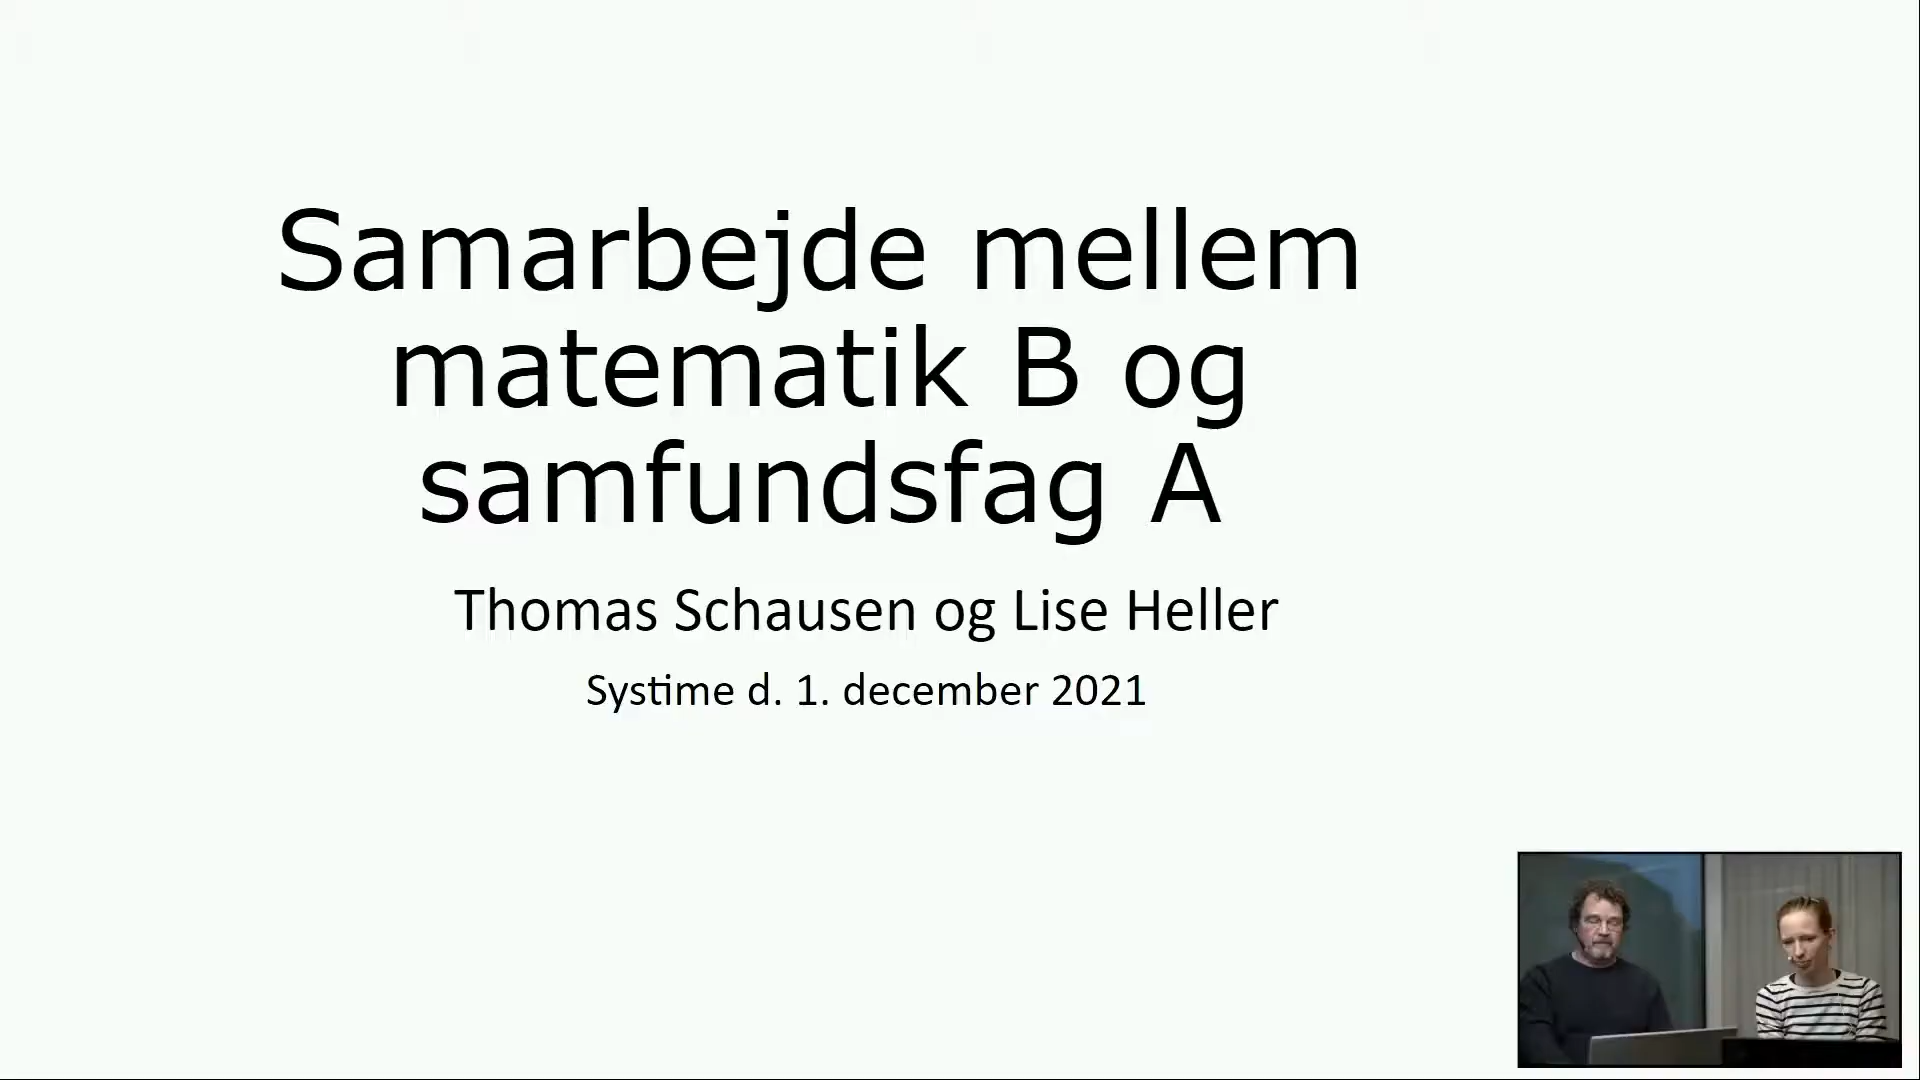 Samarbejde mellem
matematik B og
samfundsfag A
Thomas Schausen og Lise Heller
Systime d. 1. december 2021